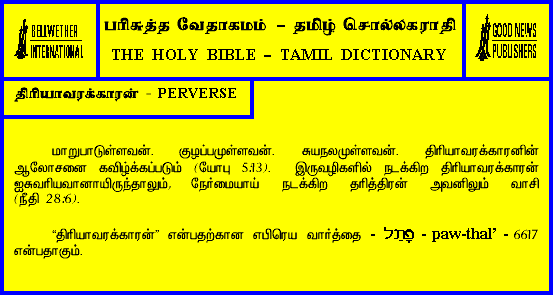 BELLWETHER
INTERNATIONAL
பரிசுத்த வேதாகமம் – தமிழ் சொல்லகராதி
THE HOLY BIBLE – TAMIL DICTIONARY
GOOD NEWS
PUBLISHERS
திரியாவரக்காரன் - PERVERSE
மாறுபாடுள்ளவன். குழப்பமுள்ளவன். சுயநலமுள்ளவன். திரியாவரக்காரனின்
ஆலோசனை கவிழ்க்கப்படும் (யோபு 5:13). இருவழிகளில் நடக்கிற திரியாவரக்காரன்
ஐசுவரியவானாயிருந்தாலும், நேர்மையாய் நடக்கிற தரித்திரன் அவனிலும் வாசி
(நீதி 28:6).
“திரியாவரக்காரன்” என்பதற்கான எபிரெய வார்த்தை - פָּתַל - paw-thal’ - 6617
என்பதாகும்.